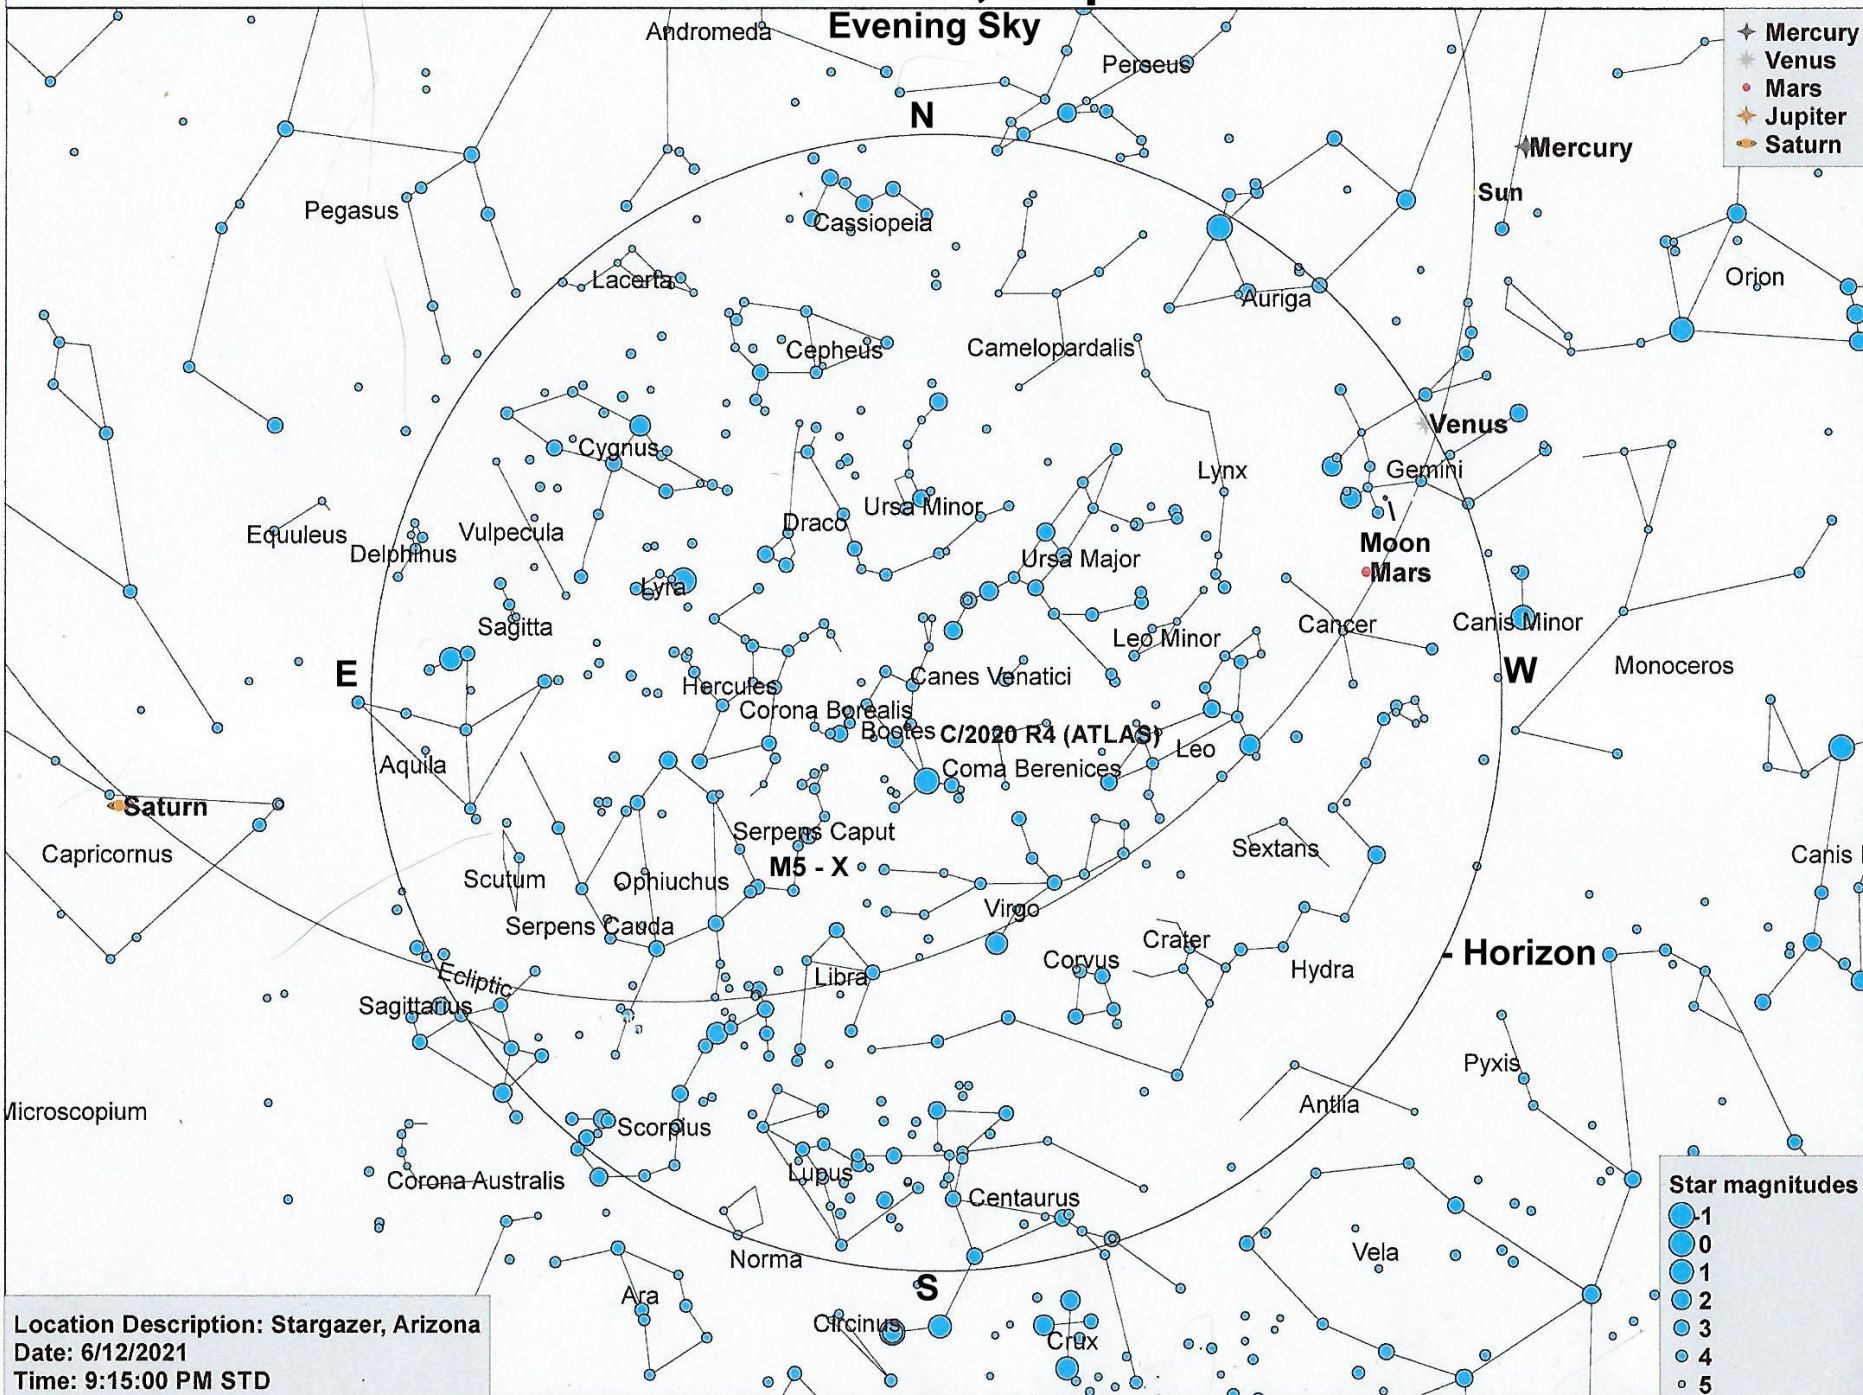 Evening Sky
Andromeda
Perseus
Mercury
Venus
Mars
Jupiter
Saturn
N
Mercury
Sun
Pegasus
Cassiopeia
Orion
Lacerta
Auriga
Cepheus
Camelopardalis
Venus
Cygnus
Lynx
Gemini
Ursa Minor
Equuleus
Delphinus
Vulpecula
Draco
Moon
Mars
Ursa Major
Lyra
Sagitta
Leo Minor
Cancer
Canis Minor
E
W
Monoceros
Canes Venatici
Hercules
Corona Borealis
Bootes
C/2020 R4 (ATLAS)
Leo
Aquila
Coma Berenices
Saturn
Serpens Caput
Capricornus
Sextans
Canis
M5 - X
Scutum
Ophiuchus
Virgo
Serpens Cauda
Crater
- Horizon
Corvus
Hydra
Libra
Ecliptic
Sagittarius
Pyxis
Microscopium
Antlia
Scorpius
Corona Australis
Lupus
Centaurus
Norma
Vela
S
Ara
Circinus
Crux
Star magnitudes
-1
0
1
2
3
4
5
Location Description: Stargazer, Arizona
Date: 6/12/2021
Time: 9:15:00 PM STD